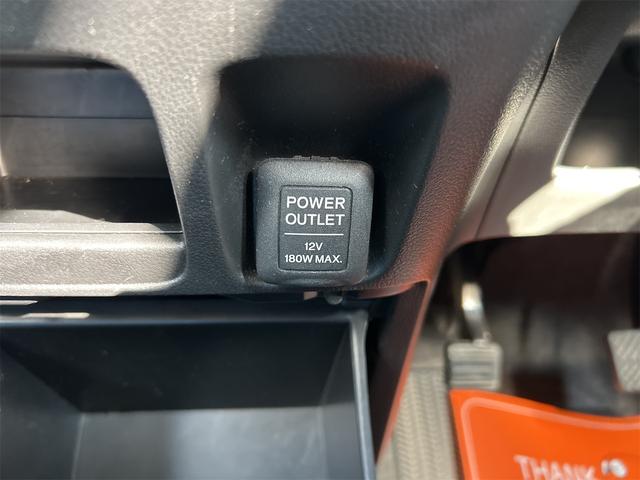 POWER
OUTLET
12V
180W MAX.
THANK